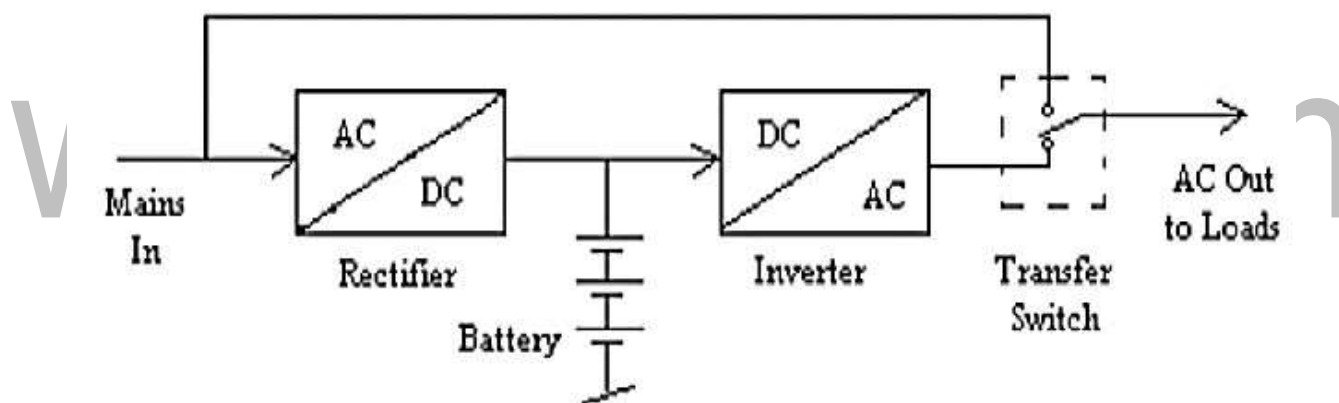 AC
DC
DC
AC
Mains
In
Rectifier
Battery
Inverter
Transfer
Switch
AC Out
to Loads